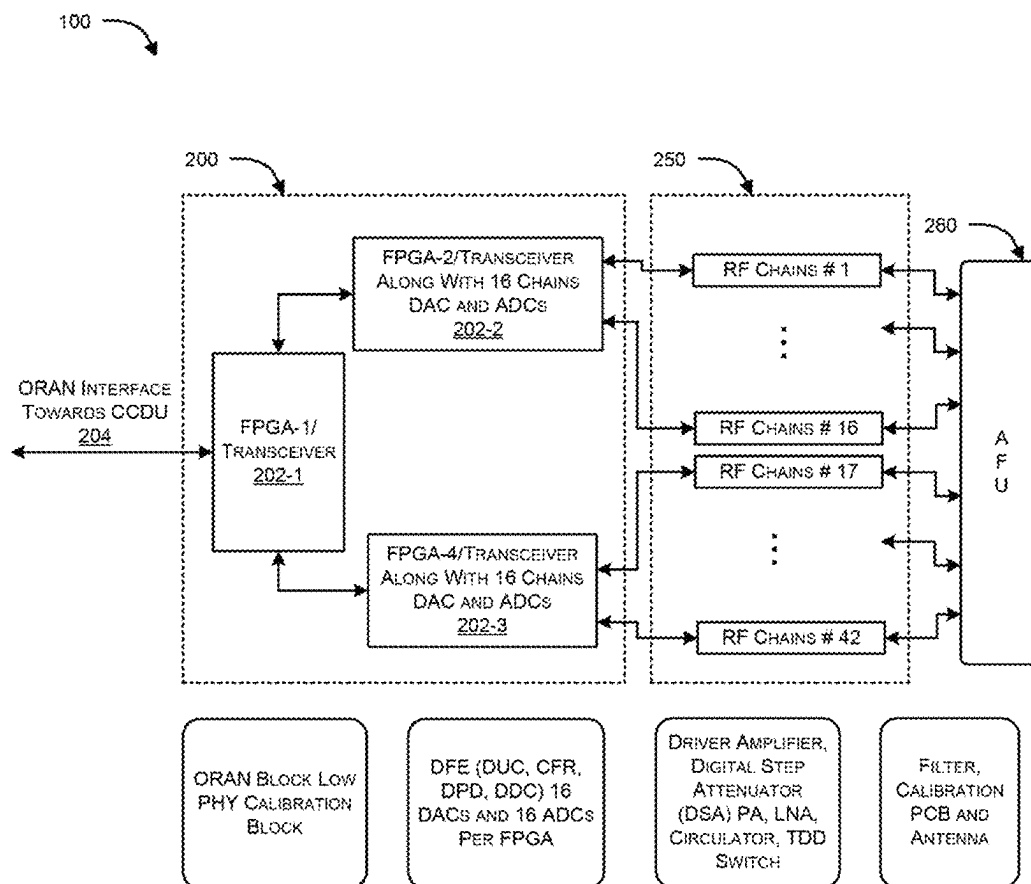 100
200
250
280
FPGA-2/TRANSCEIVER
ALONG WITH 16 CHAINS
DAC AND ADCS
202-2
RF CHAINS # 1
ORAN INTERFACE
TOWARDS CCDU
204
FPGA-1/
TRANSCEIVER
202-1
RF CHAINS # 16
RF CHAINS # 17
A
F
U
FPGA-4/TRANSCEIVER
ALONG WITH 16 CHAINS
DAC AND ADCS
202-3
RF CHAINS # 42
ORAN BLOCK LOW
PHY CALIBRATION
BLOCK
DFE (DUC, CFR,
DPD, DDC) 16
DACS AND 16 ADCS
PER FPGA
DRIVER AMPLIFIER,
DIGITAL STEP
ATTENUATOR
(DSA) PA, LNA,
CIRCULATOR, TDD
SWITCH
FILTER,
CALIBRATION
PCB AND
ANTENNA